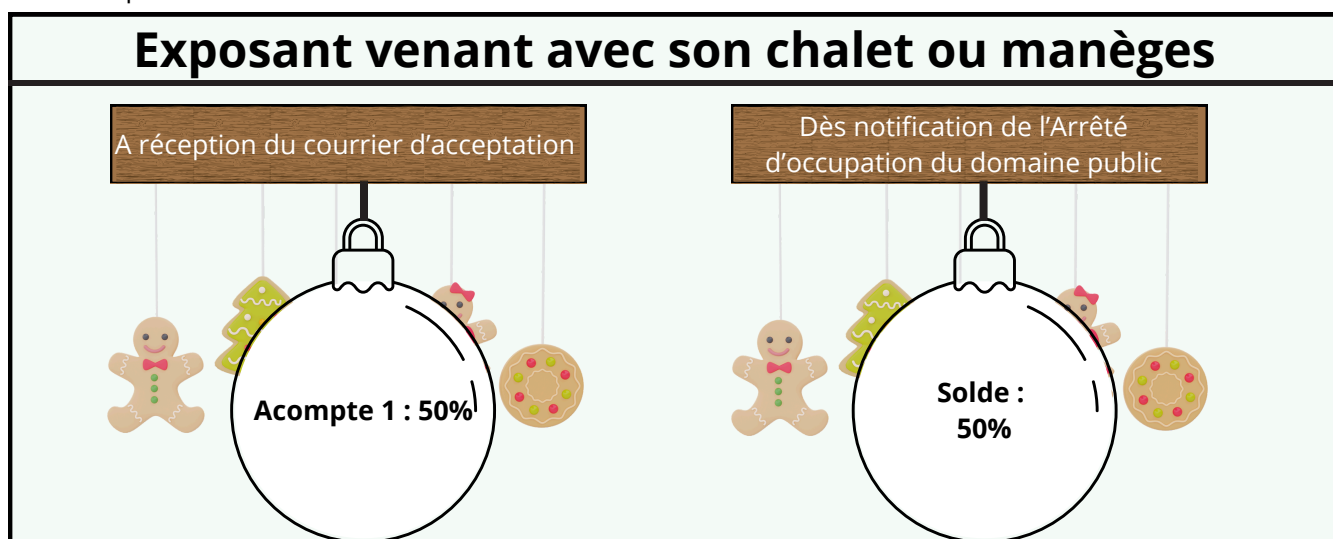 Exposant venant avec son chalet ou manèges
A réception du courrier d'acceptation
Dès notification de l'Arrêté
d'occupation du domaine public
Acompte 1 : 50%
Solde :
50%